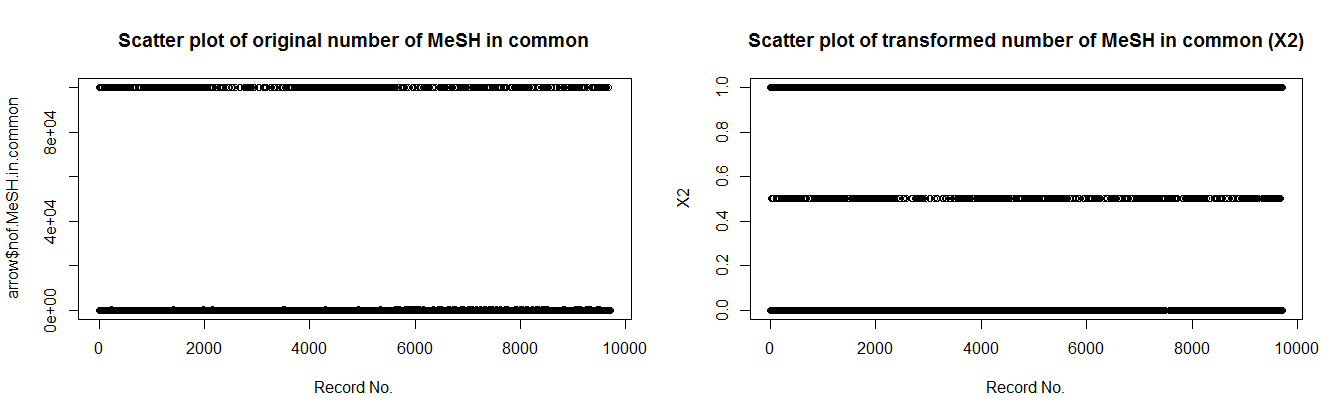 Scatter plot of original number of MeSH in common
arrow$nof.MeSH.in.common
0e+00
4e+04
8e+04
0
2000
4000
6000
8000
10000
Record No.
Scatter plot of transformed number of MeSH in common (X2)
X2
0.0
0.2
0.4
0.6
0.8
1.0
0
2000
4000
6000
8000
10000
Record No.